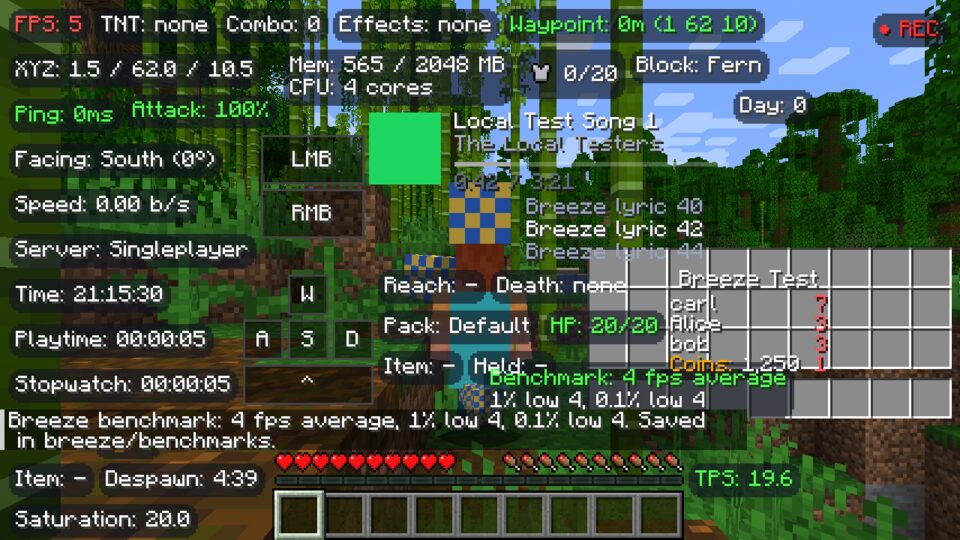 FPS: 5 TNT: none Combo: 0 Effects: none Waypoint: 0m (1 62 10) REC
XYZ: 1.5 / 62.0 / 10.5 Mem: 565 / 2048 MB 0/20 Block: Fern
CPU: 4 cores
Ping: 0ms Attack: 100% Day: 0
Local Test Song 1
The Local Testers
Facing: South (0°) LMB
0:42 / 3:21
Speed: 0.00 b/s RMB
Breeze lyric 40
Breeze lyric 42
Breeze lyric 44
Server: Singleplayer
Reach: - Death: none
Breeze Test
Time: 21:15:30 W
carl 7
Alice 3
bob 3
Coins: 1,250 1
Pack: Default HP: 20/20
Playtime: 00:00:05 A S D
Item: - Held: -
Stopwatch: 00:00:05 ^
Benchmark: 4 fps average
1% low 4, 0.1% low 4
Breeze benchmark: 4 fps average, 1% low 4, 0.1% low 4. Saved
in breeze/benchmarks.
Item: - Despawn: 4:39 TPS: 19.6
Saturation: 20.0